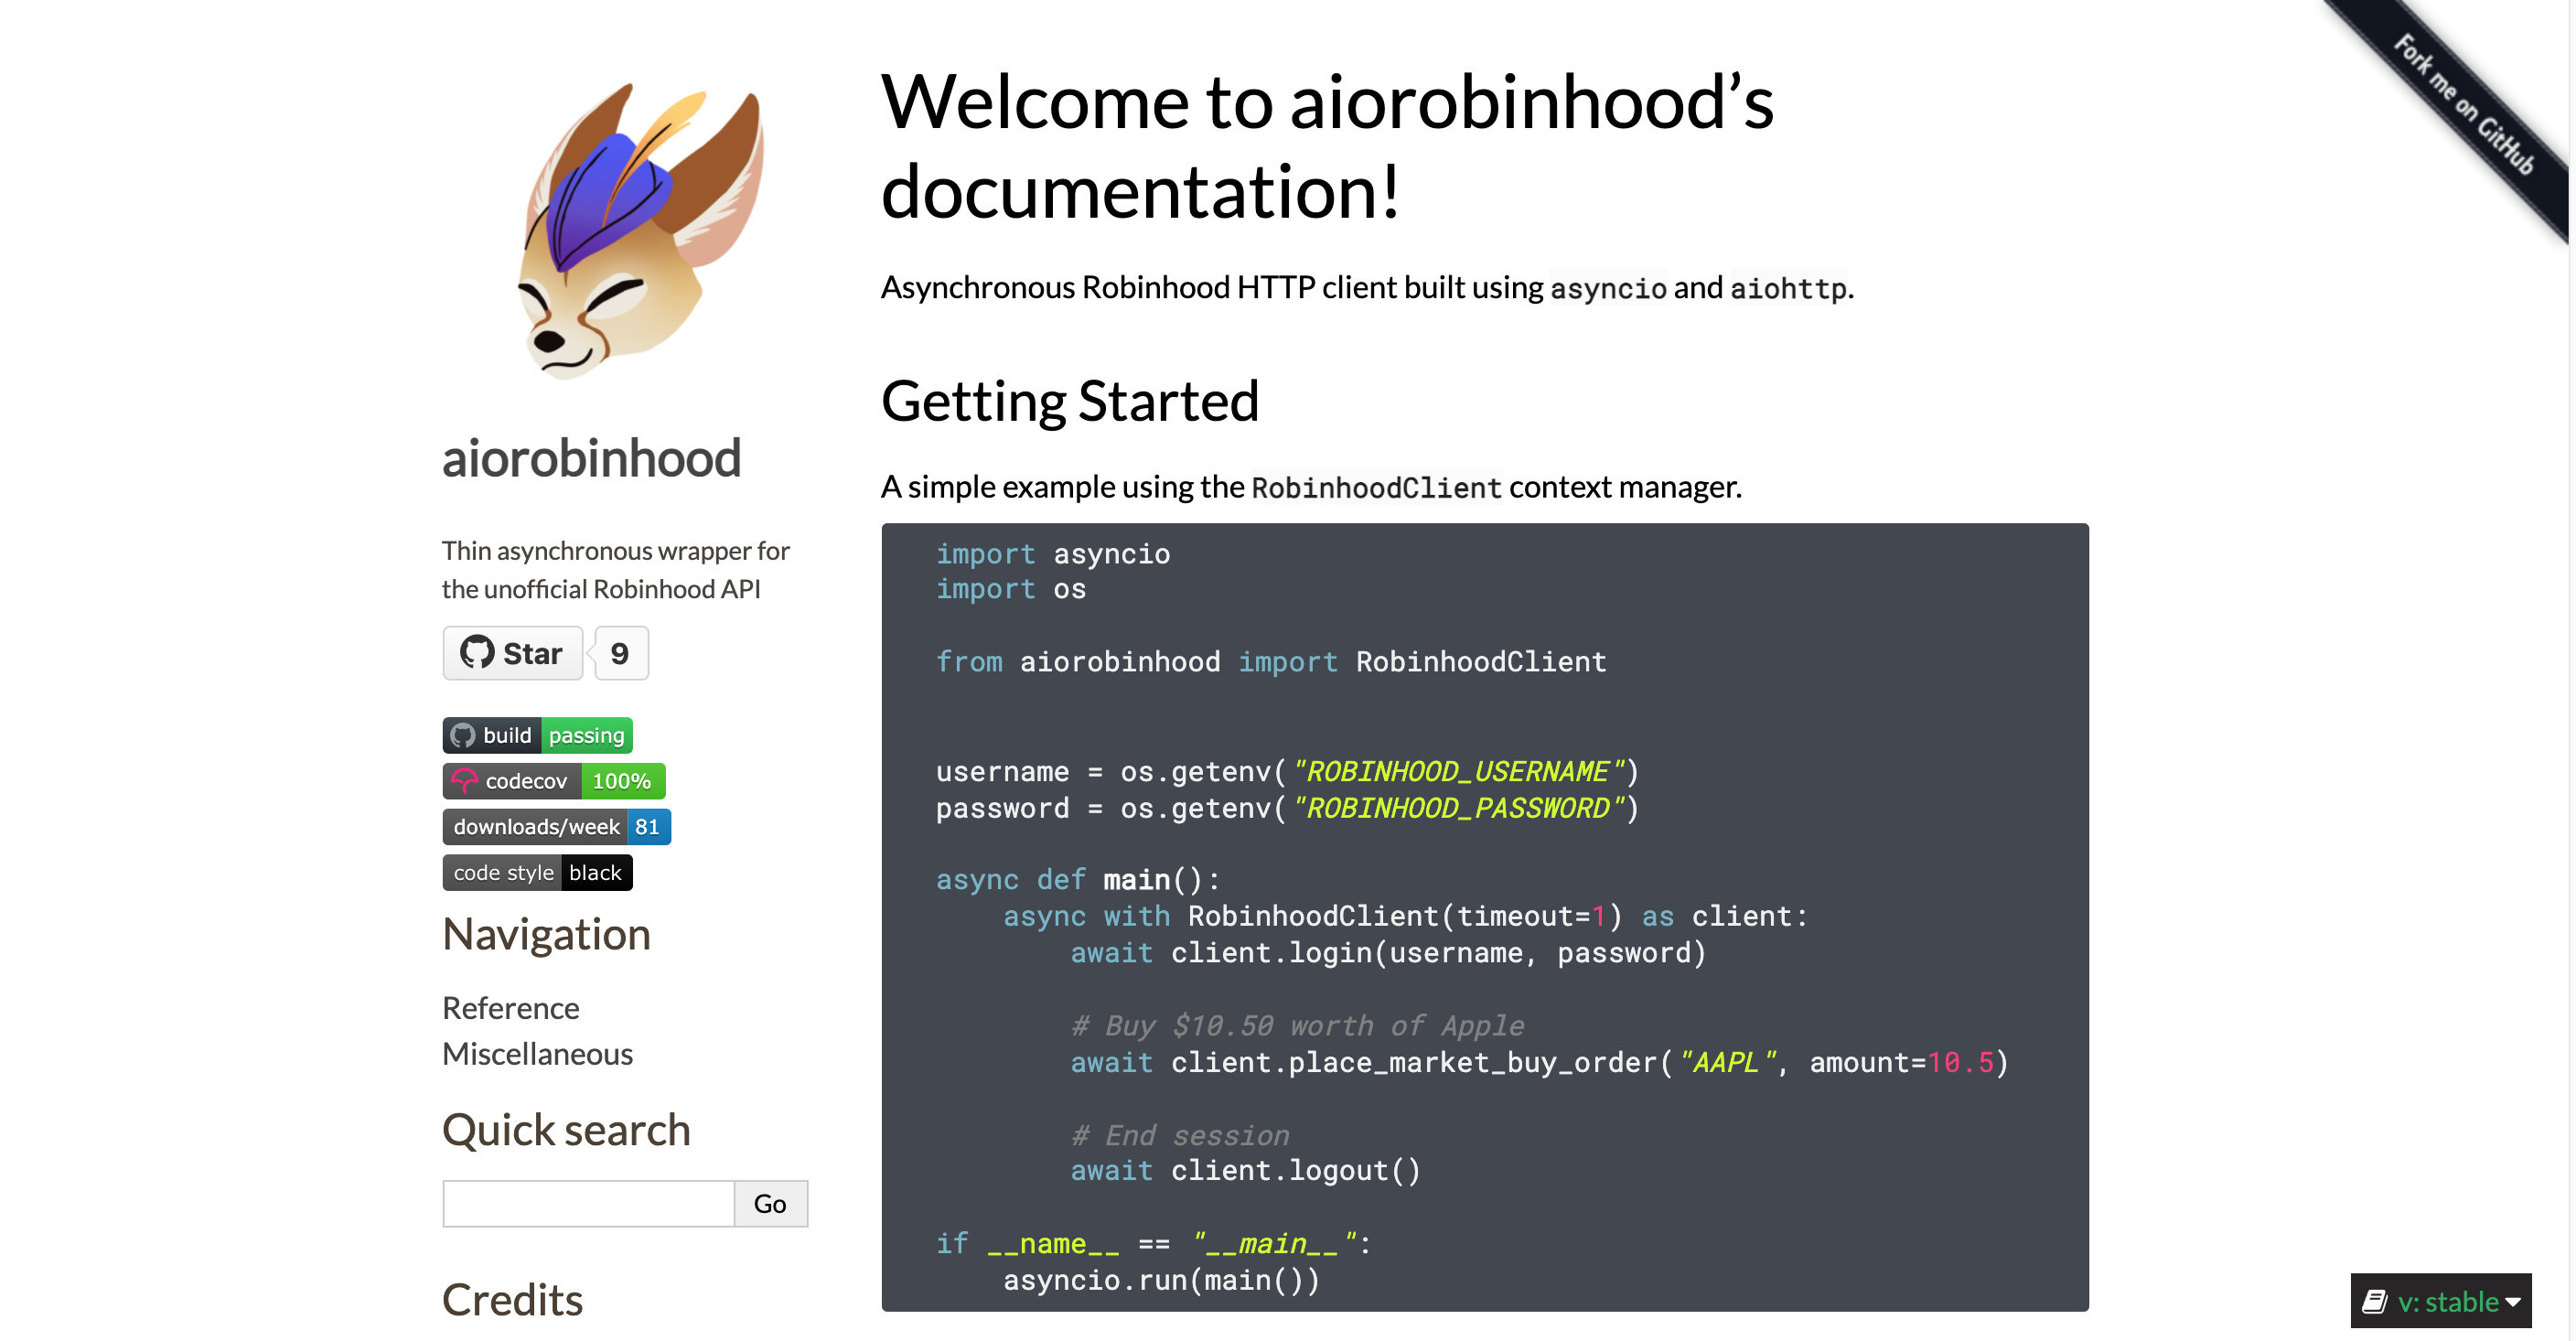 Fork me on GitHub
aiorobinhood
Thin asynchronous wrapper for
the unofficial Robinhood API
Star 9
build passing
codecov 100%
downloads/week 81
code style black
Navigation
Reference
Miscellaneous
Quick search
Go
Credits
Welcome to aiorobinhood’s
documentation!
Asynchronous Robinhood HTTP client built using asyncio and aiohttp.
Getting Started
A simple example using the RobinhoodClient context manager.
import asyncio
import os
from aiorobinhood import RobinhoodClient
username = os.getenv("ROBINHOOD_USERNAME")
password = os.getenv("ROBINHOOD_PASSWORD")
async def main():
    async with RobinhoodClient(timeout=1) as client:
        await client.login(username, password)
        # Buy $10.50 worth of Apple
        await client.place_market_buy_order("AAPL", amount=10.5)
        # End session
        await client.logout()
if __name__ == "__main__":
    asyncio.run(main())
v: stable